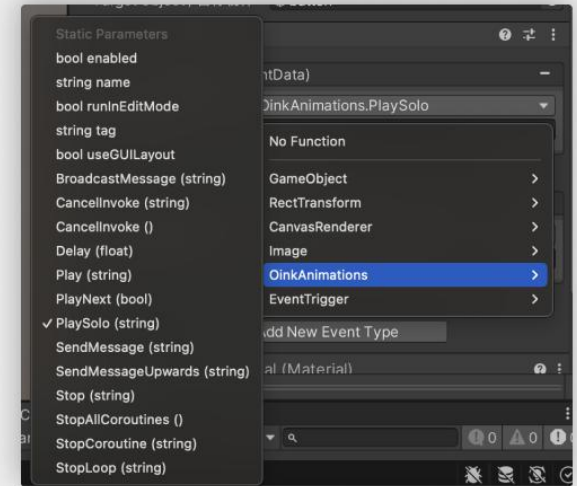 Static Parameters
bool enabled
string name
bool runInEditMode
string tag
bool useGUILayout
BroadcastMessage (string)
CancelInvoke (string)
CancelInvoke ()
Delay (float)
Play (string)
PlayNext (bool)
✓ PlaySolo (string)
SendMessage (string)
SendMessageUpwards (string)
Stop (string)
StopAllCoroutines ()
StopCoroutine (string)
StopLoop (string)
ntData)
OinkAnimations.PlaySolo
No Function
GameObject
RectTransform
CanvasRenderer
Image
OinkAnimations
EventTrigger
Add New Event Type
al (Material)
0
0
0